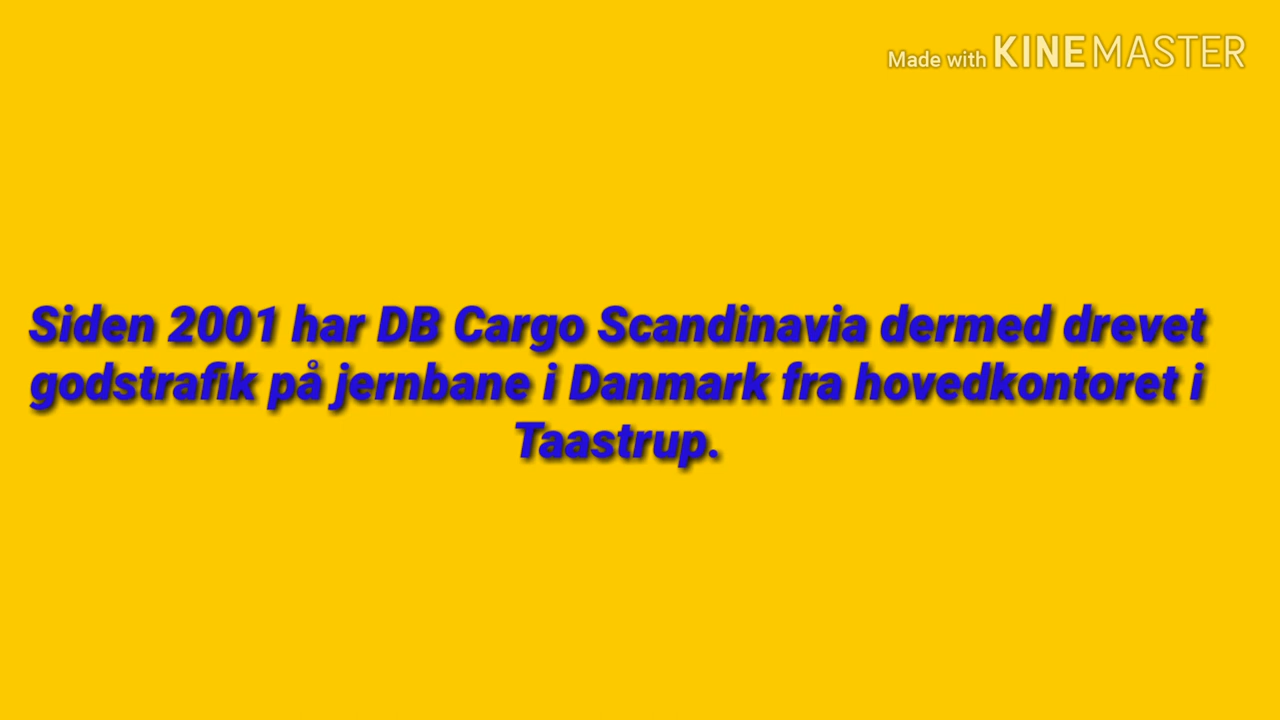 Made with KINEMASTER
Siden 2001 har DB Cargo Scandinavia dermed drevet
godstrafik på jernbane i Danmark fra hovedkontoret i
Taastrup.